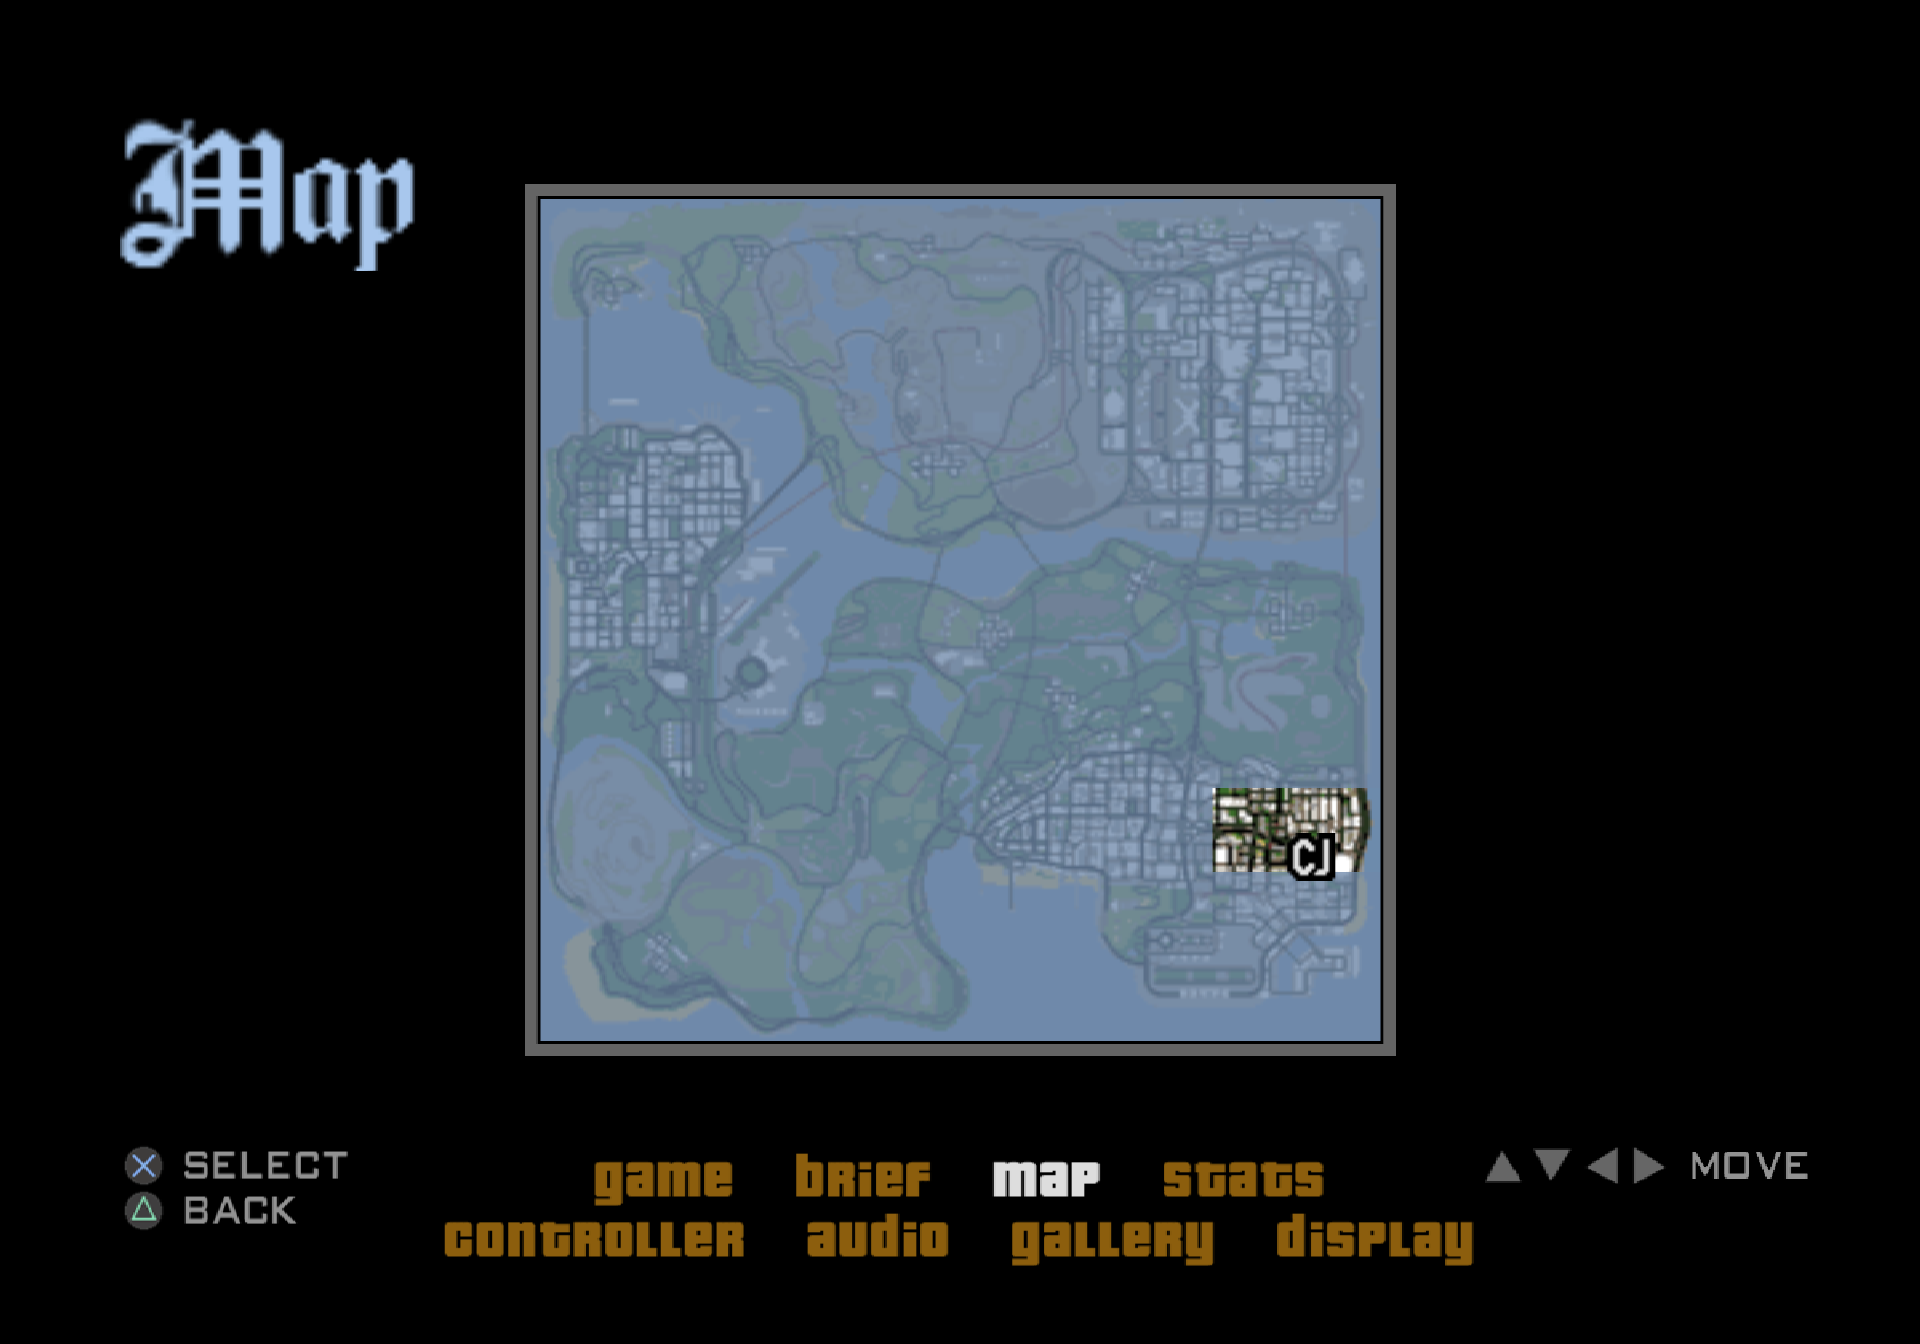 Map
CJ
SELECT
BACK
game brief map stats
controller audio gallery display
MOVE